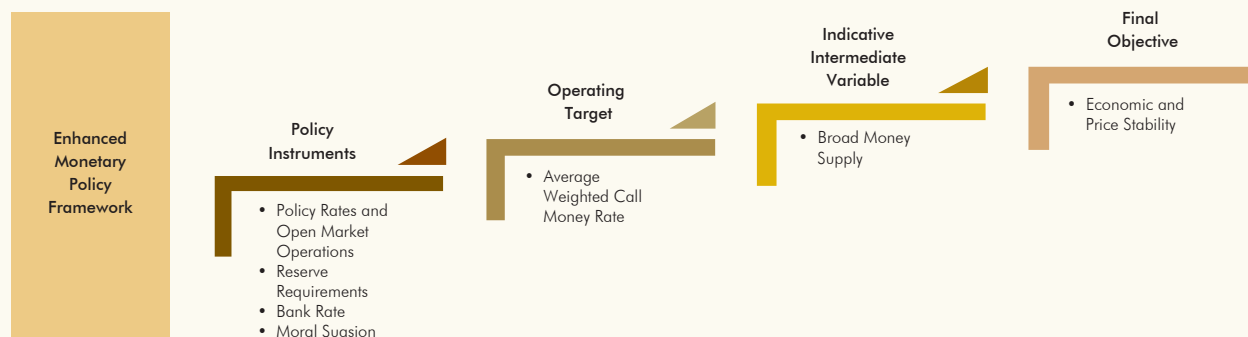 Enhanced
Monetary
Policy
Framework
Policy
Instruments
• Policy Rates and
Open Market
Operations
• Reserve
Requirements
• Bank Rate
• Moral Suasion
Operating
Target
• Average
Weighted Call
Money Rate
Indicative
Intermediate
Variable
• Broad Money
Supply
Final
Objective
• Economic and
Price Stability